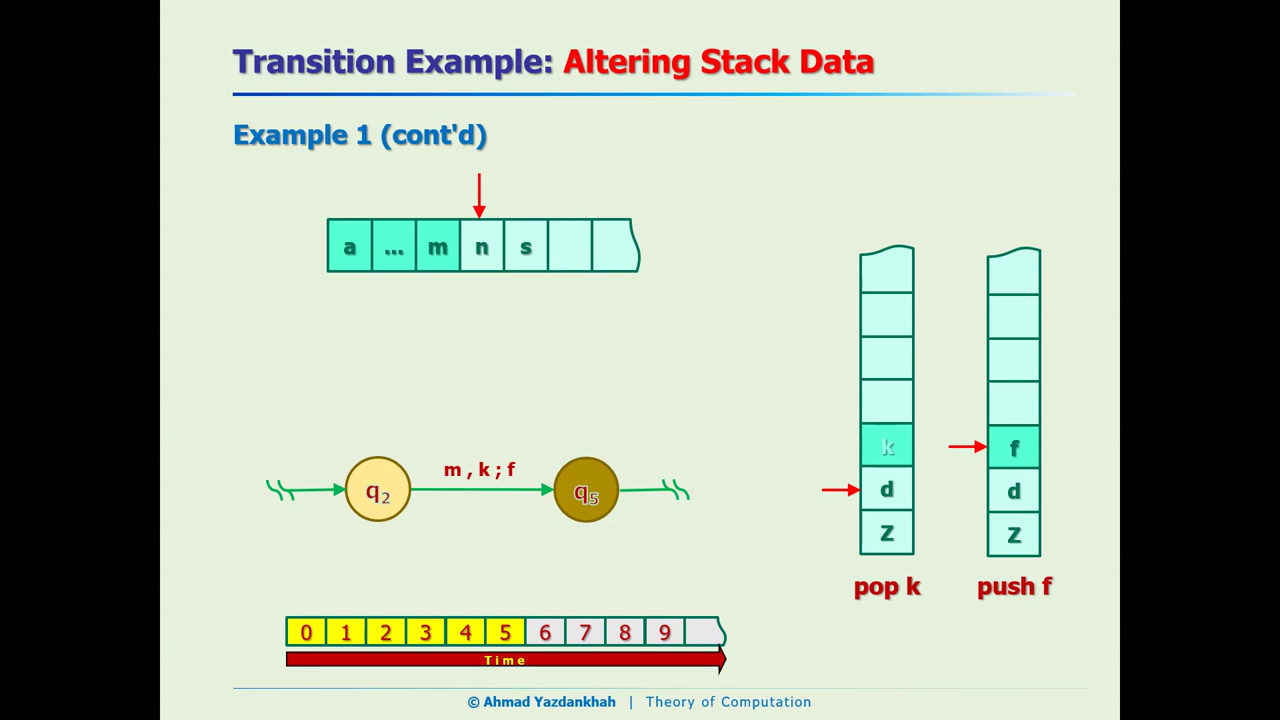 Transition Example: Altering Stack Data
Example 1 (cont'd)
a ... m n s
k
d
Z
f
d
Z
m , k ; f
q2
q5
pop k
push f
0 1 2 3 4 5 6 7 8 9
Time
© Ahmad Yazdankhah | Theory of Computation